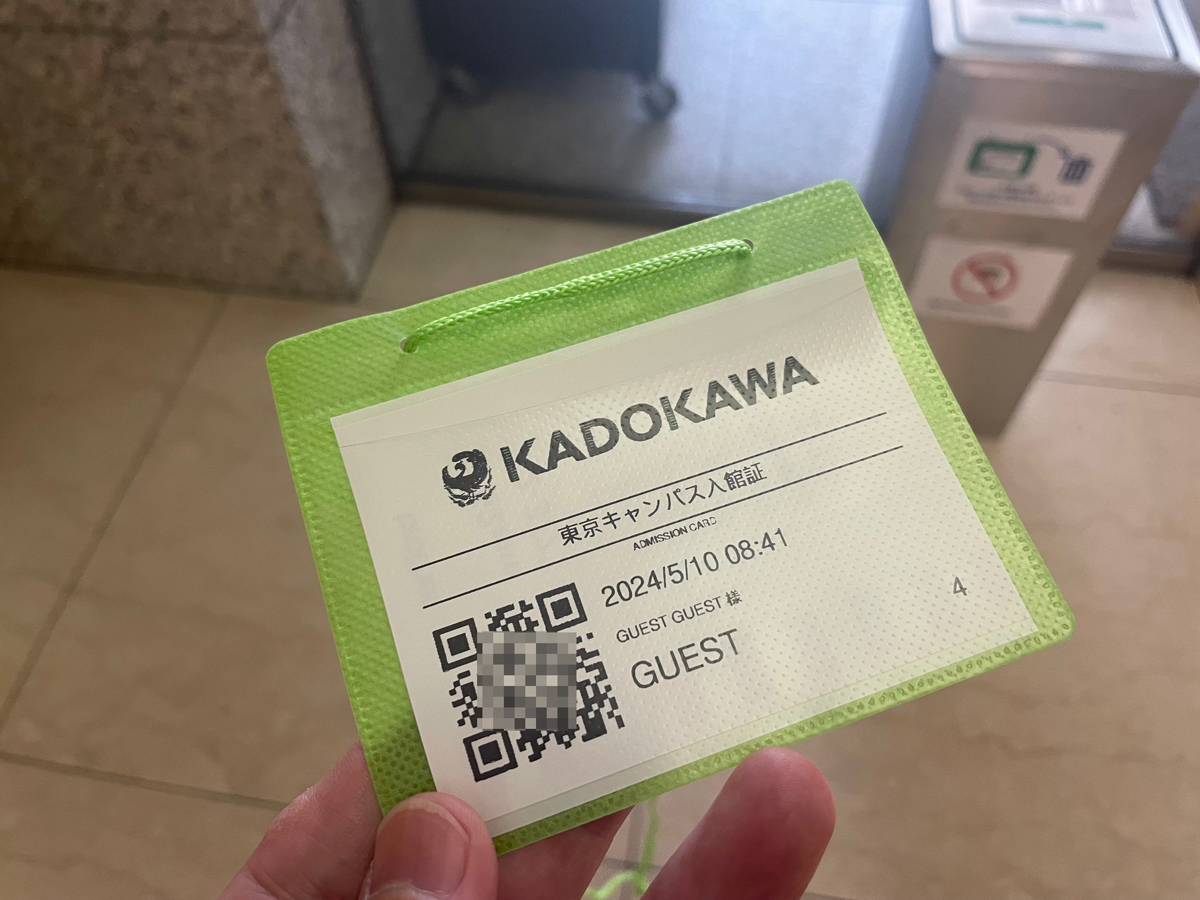 KADOKAWA
東京キャンパス入館証
ADMISSION CARD
2024/5/10 08:41
GUEST GUEST 様
GUEST
4